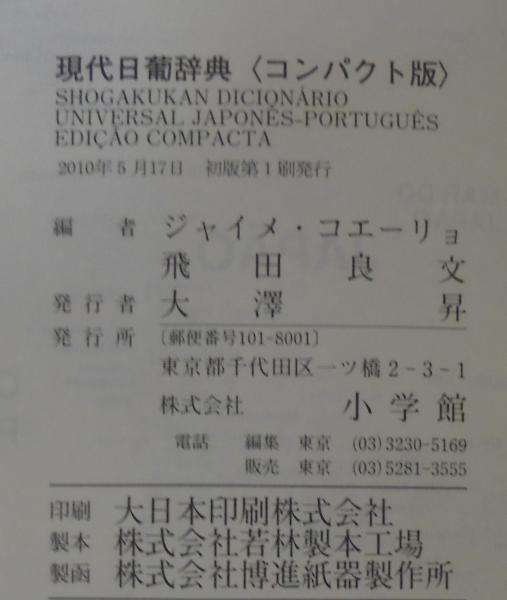 現代日葡辞典〈コンパクト版〉
SHOGAKUKAN DICIONÁRIO
UNIVERSAL JAPONÊS-PORTUGUÊS
EDIÇÃO COMPACTA
2010年5月17日 初版第1刷発行
編者 ジャイメ・コエーリョ
飛田良文
発行者 大澤昇
発行所 〔郵便番号101-8001〕
東京都千代田区一ツ橋2-3-1
株式会社 小学館
電話 編集 東京 (03)3230-5169
販売 東京 (03)5281-3555
印刷 大日本印刷株式会社
製本 株式会社若林製本工場
製函 株式会社博進紙器製作所